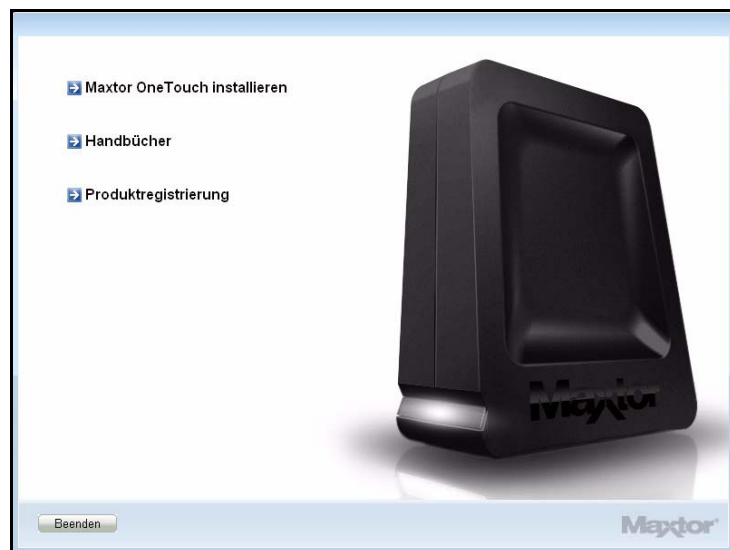 Maxtor OneTouch installieren
Handbücher
Produktregistrierung
Maxtor
Beenden
Maxtor